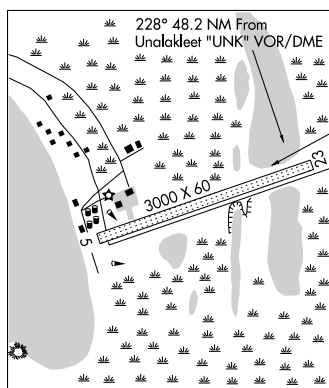 228° 48.2 NM From
Unalakleet "UNK" VOR/DME
23
3000 X 60
5